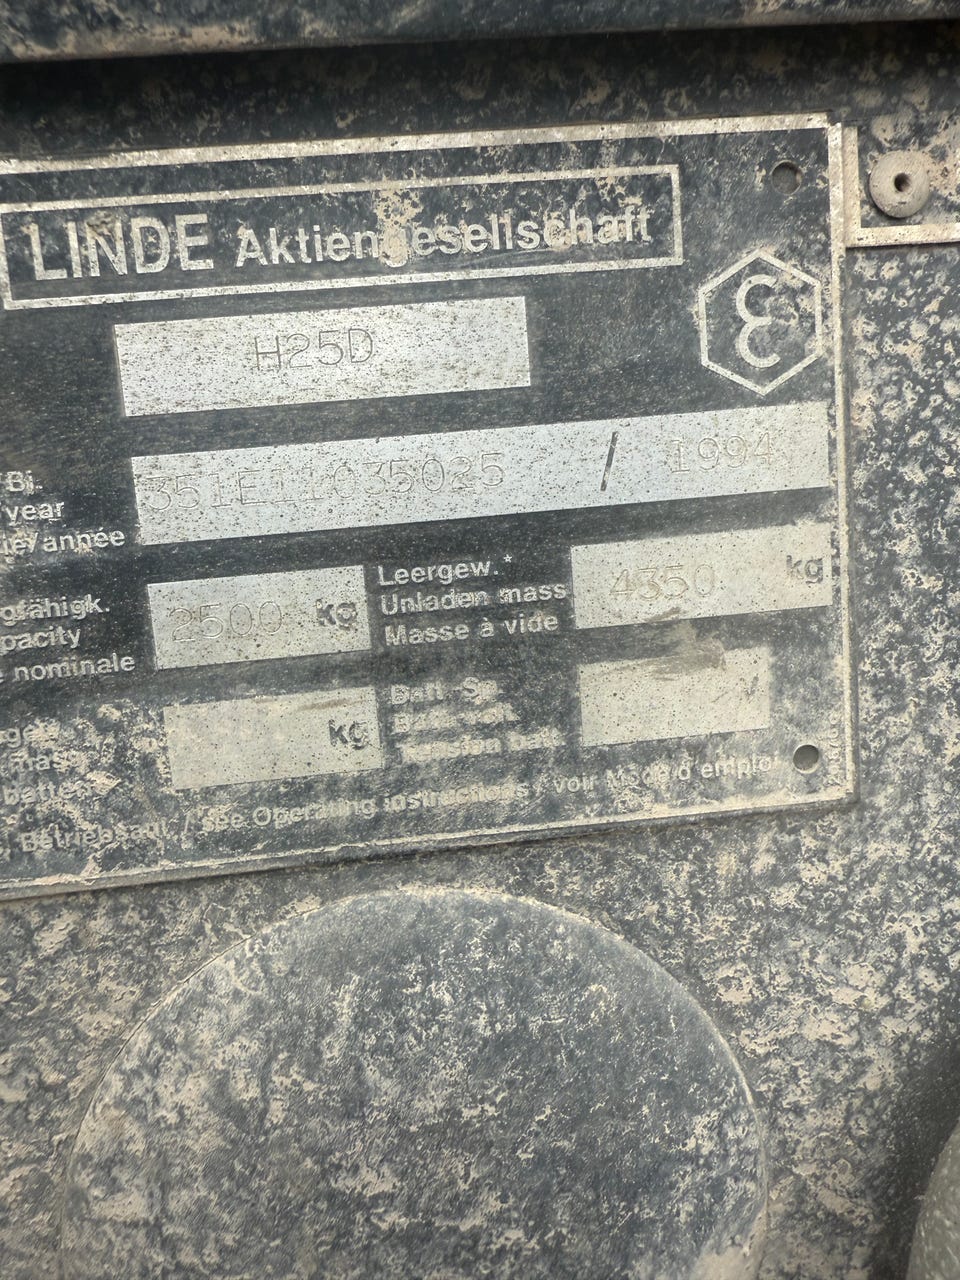 LINDE Aktiengesellschaft
H25D
Bj.
year
année
351E11035025 / 1994
pacity
nominale
2500 kg
Leergew.*
Unladen mass
Masse à vide
4350 kg
kg
see Operating instructions / voir Mode d'emploi